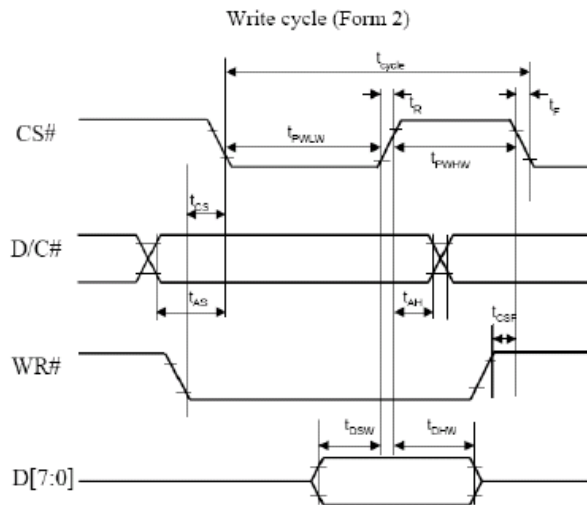 Write cycle (Form 2)
tcycle
tR
tF
CS#
tPWLW
tPWHW
tCS
D/C#
tAS
tAH
tCSF
WR#
tDSW
tDHW
D[7:0]